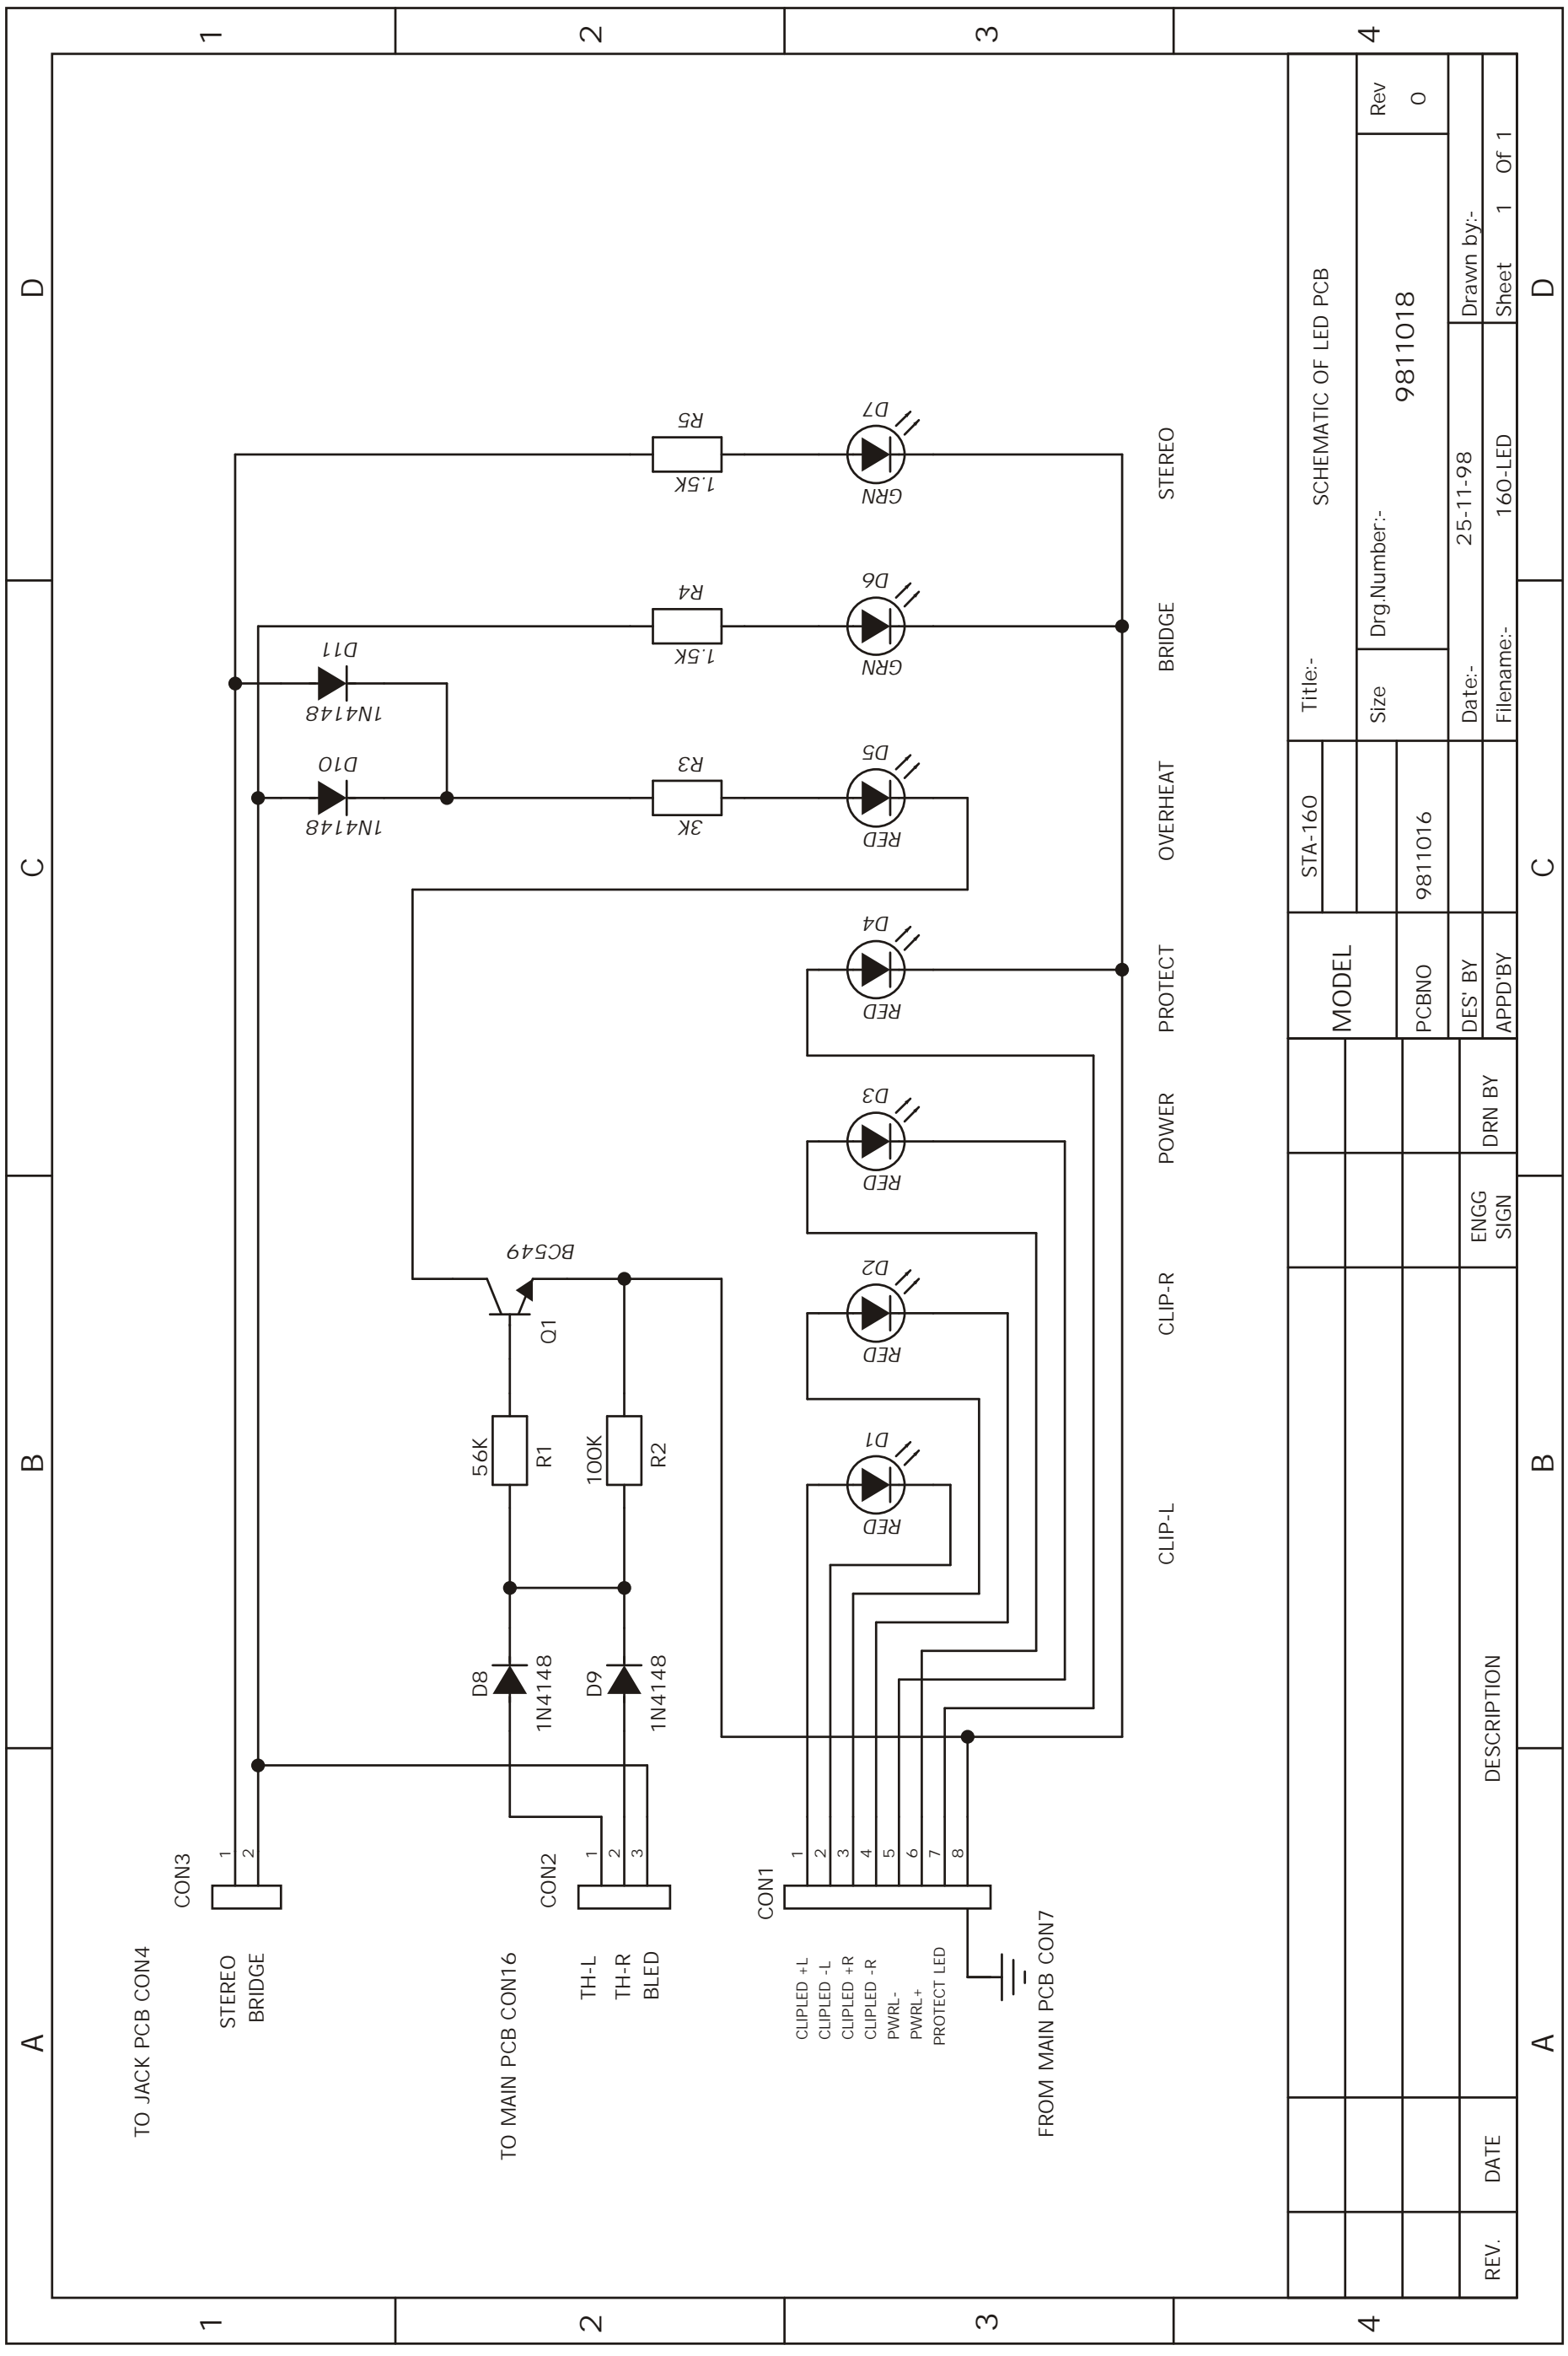 1
2
3
4
A
B
C
D
TO JACK PCB CON4
CON3
STEREO
BRIDGE
1
2
TO MAIN PCB CON16
CON2
TH-L
TH-R
BLED
1
2
3
CON1
CLIPLED +L
CLIPLED -L
CLIPLED +R
CLIPLED -R
PWRL-
PWRL+
PROTECT LED
1
2
3
4
5
6
7
8
FROM MAIN PCB CON7
D8
1N4148
D9
1N4148
56K
R1
100K
R2
Q1
BC549
D10
1N4148
D11
1N4148
R3
3K
R4
1.5K
R5
1.5K
D1
RED
D2
RED
D3
RED
D4
RED
D5
RED
D6
GRN
D7
GRN
CLIP-L
CLIP-R
POWER
PROTECT
OVERHEAT
BRIDGE
STEREO
REV.
DATE
DESCRIPTION
ENGG
SIGN
DRN BY
MODEL
STA-160
PCBNO
9811016
DES' BY
APPD'BY
Title:-
SCHEMATIC OF LED PCB
Size
Drg.Number:-
9811018
Rev
0
Date:-
25-11-98
Drawn by:-
Filename:-
160-LED
Sheet 1 Of 1
A
B
C
D
1
2
3
4